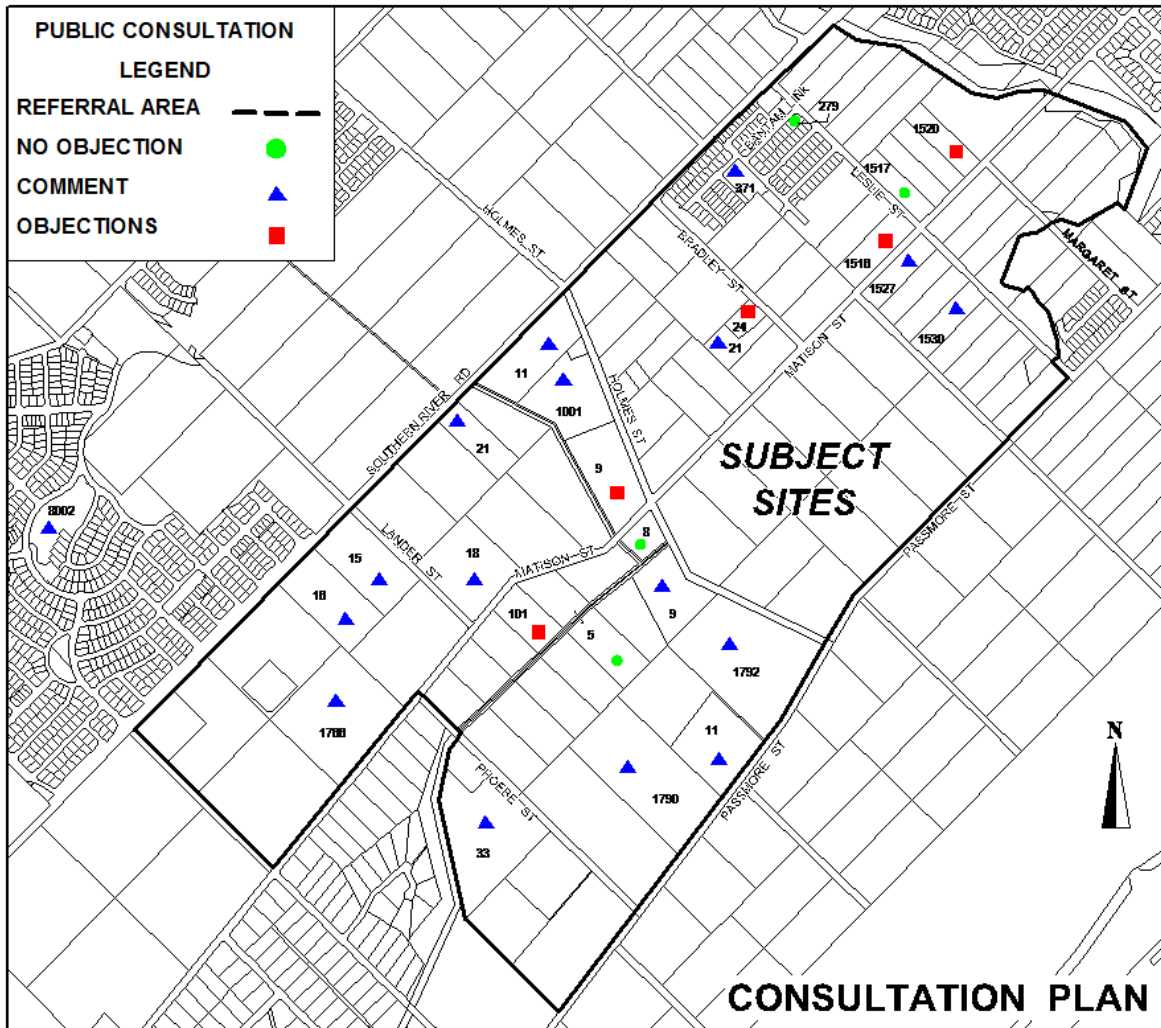 PUBLIC CONSULTATION
LEGEND
REFERRAL AREA
NO OBJECTION
COMMENT
OBJECTIONS
279
1520
1517
LESLIE ST
371
HOLMES ST
BRADLEY ST
MARGARET ST
1518
1527
24
21
MATISON ST
1530
11
1001
HOLMES ST
SOUTHERN RIVER RD
21
9
SUBJECT
SITES
PASSMORE ST
8002
8
LANDER ST
15
18
MATISON ST
16
101
5
9
1792
1788
11
PHOEBE ST
1790
PASSMORE ST
33
N
CONSULTATION PLAN